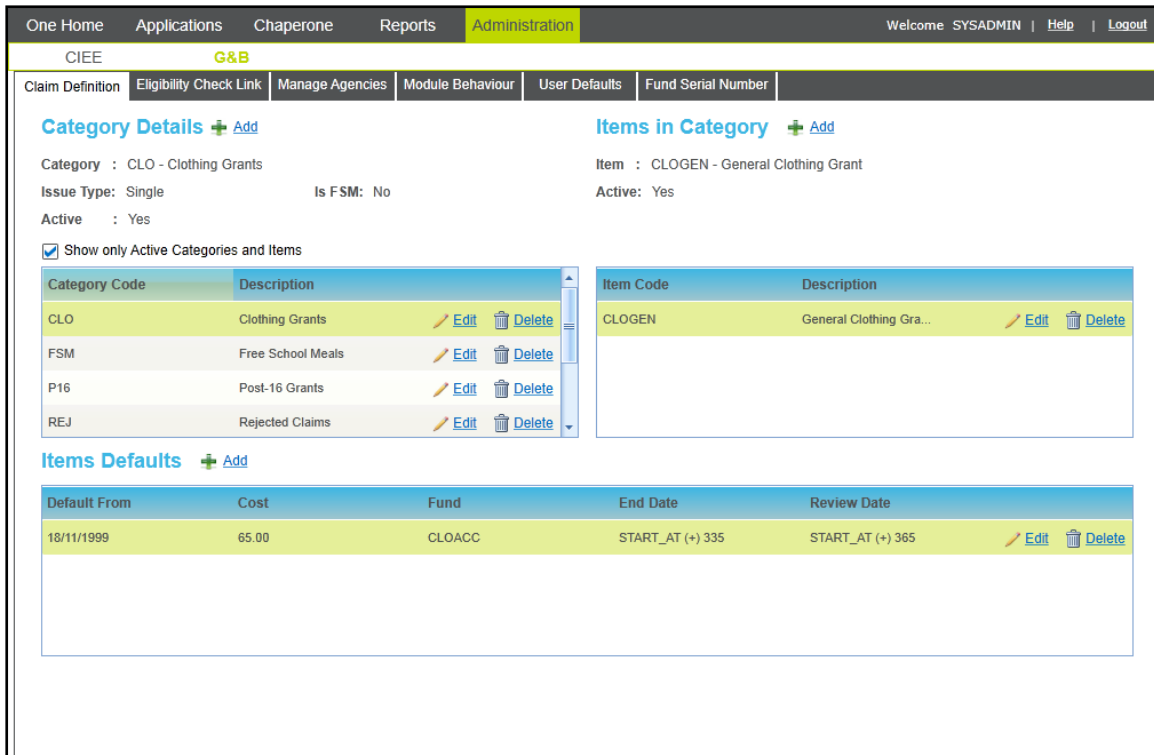 One Home Applications Chaperone Reports Administration Welcome SYSADMIN | Help | Logout
CIEE G&B
Claim Definition Eligibility Check Link Manage Agencies Module Behaviour User Defaults Fund Serial Number
Category Details Add Items in Category Add
Category : CLO - Clothing Grants Item : CLOGEN - General Clothing Grant
Issue Type: Single Is FSM: No Active: Yes
Active : Yes
Show only Active Categories and Items
Category Code Description Item Code Description
CLO Clothing Grants Edit Delete CLOGEN General Clothing Gra... Edit Delete
FSM Free School Meals Edit Delete
P16 Post-16 Grants Edit Delete
REJ Rejected Claims Edit Delete
Items Defaults Add
Default From Cost Fund End Date Review Date
18/11/1999 65.00 CLOACC START_AT (+) 335 START_AT (+) 365 Edit Delete